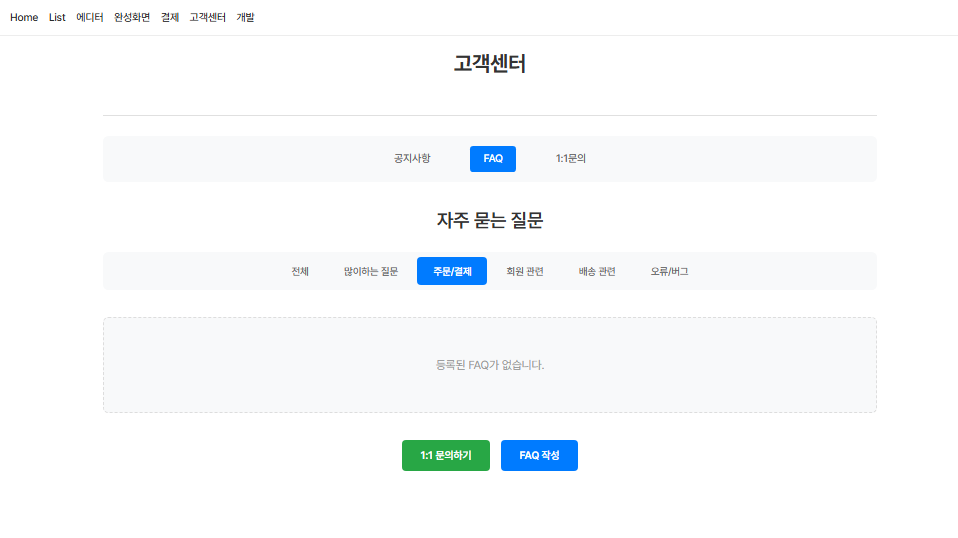 Home List 에디터 완성화면 결제 고객센터 개발
고객센터
공지사항 FAQ 1:1문의
자주 묻는 질문
전체 많이하는 질문 주문/결제 회원 관련 배송 관련 오류/버그
등록된 FAQ가 없습니다.
1:1 문의하기 FAQ 작성